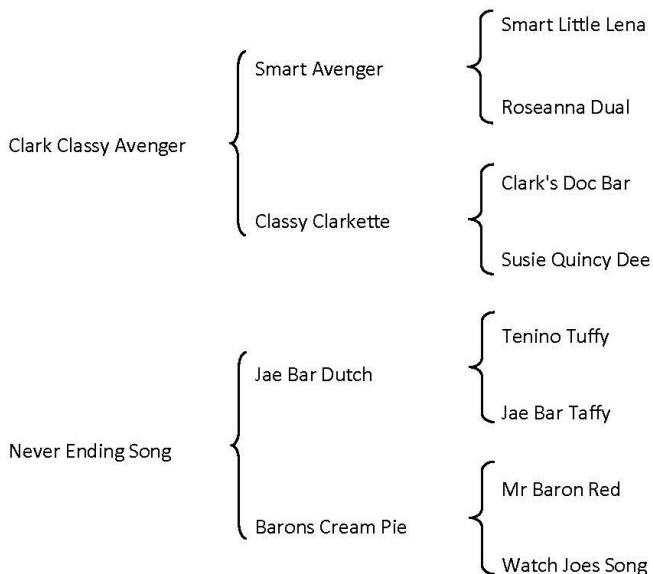 Smart Little Lena
Smart Avenger
Roseanna Dual
Clark Classy Avenger
Clark's Doc Bar
Classy Clarkette
Susie Quincy Dee
Tenino Tuffy
Jae Bar Dutch
Jae Bar Taffy
Never Ending Song
Mr Baron Red
Barons Cream Pie
Watch Joes Song